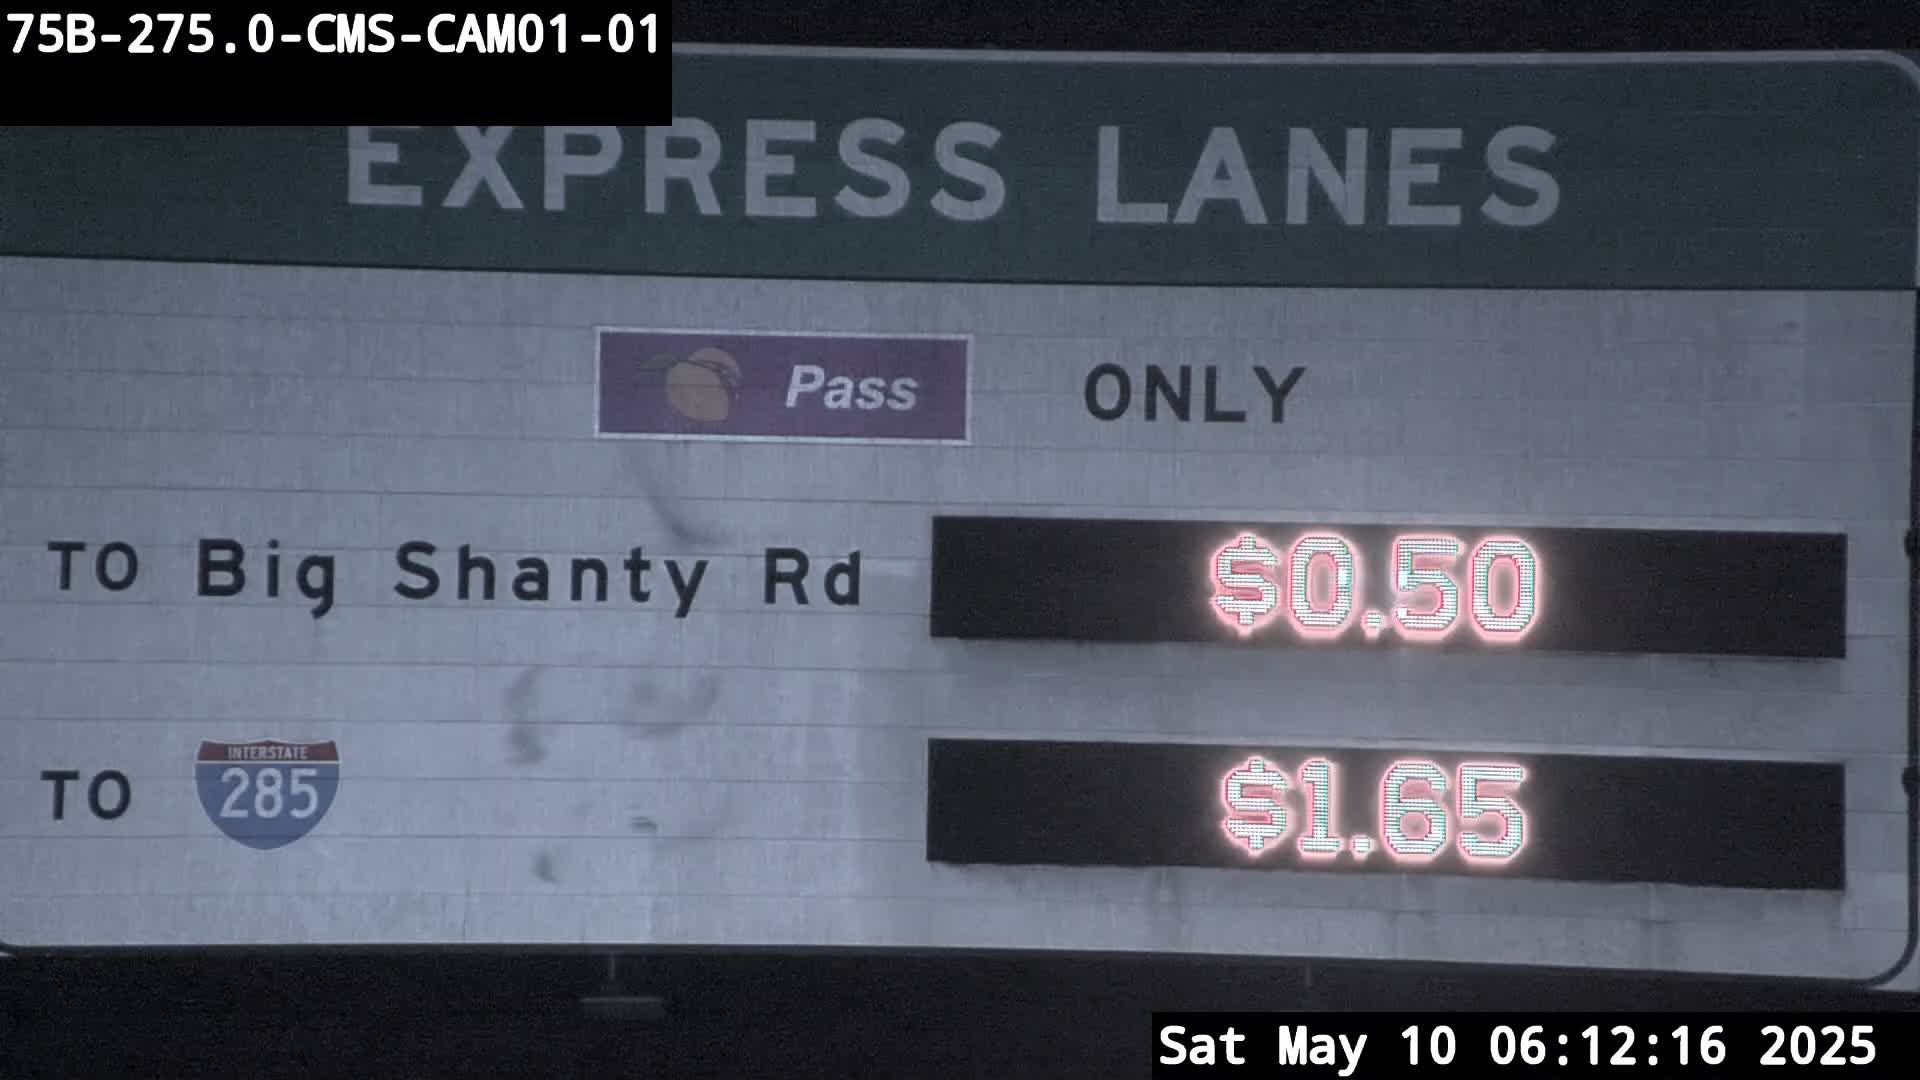 75B-275.0-CMS-CAM01-01
EXPRESS LANES
Pass ONLY
TO Big Shanty Rd $0.50
TO INTERSTATE 285 $1.65
Sat May 10 06:12:16 2025